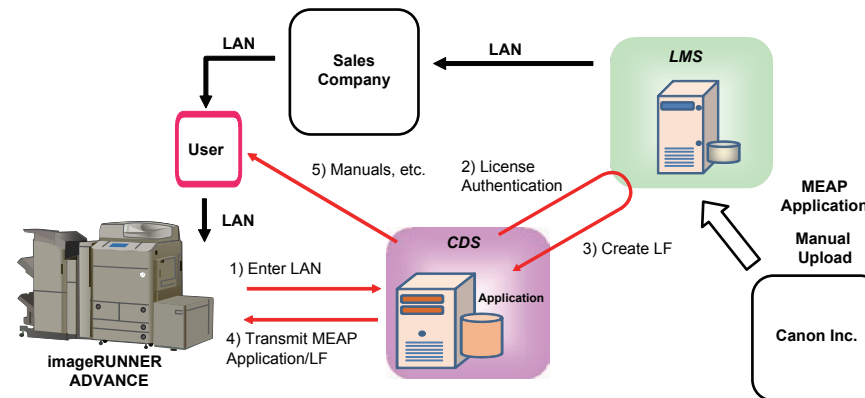 LAN
Sales
Company
LAN
LMS
User
5) Manuals, etc.
2) License
Authentication
MEAP
Application
Manual
Upload
LAN
CDS
3) Create LF
1) Enter LAN
Application
4) Transmit MEAP
Application/LF
Canon Inc.
imageRUNNER
ADVANCE